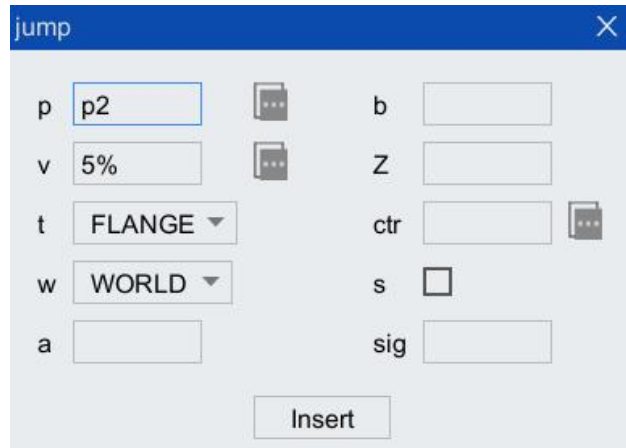 jump
p p2 b
v 5% Z
t FLANGE ctr
w WORLD s
a sig
Insert